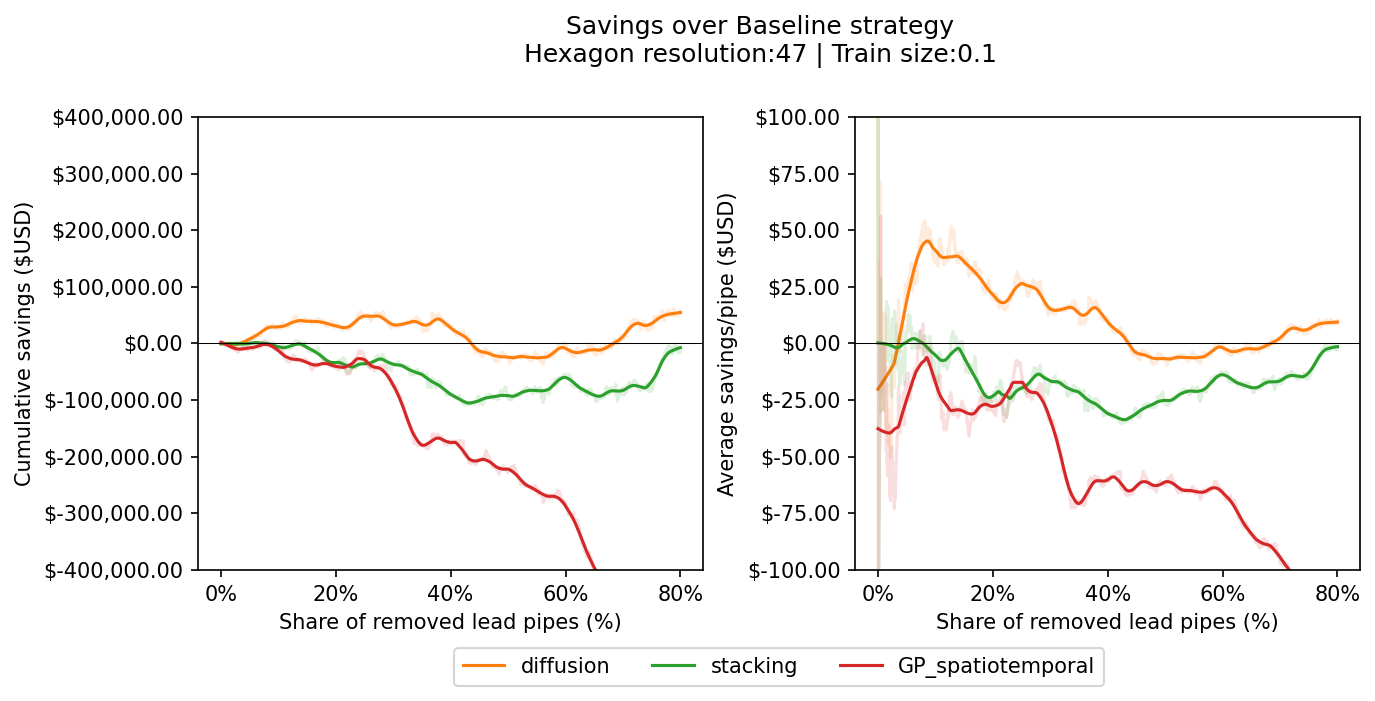 Savings over Baseline strategy
Hexagon resolution:47 | Train size:0.1
Cumulative savings ($USD)
$400,000.00
$300,000.00
$200,000.00
$100,000.00
$0.00
$-100,000.00
$-200,000.00
$-300,000.00
$-400,000.00
0% 20% 40% 60% 80%
Share of removed lead pipes (%)
Average savings/pipe ($USD)
$100.00
$75.00
$50.00
$25.00
$0.00
$-25.00
$-50.00
$-75.00
$-100.00
0% 20% 40% 60% 80%
Share of removed lead pipes (%)
diffusion stacking GP_spatiotemporal